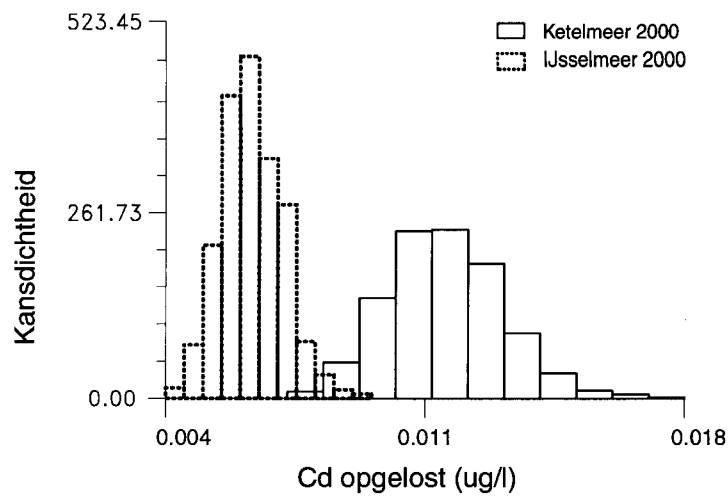 523.45
Ketelmeer 2000
IJsselmeer 2000
261.73
Kansdichtheid
0.00
0.004
0.011
0.018
Cd opgelost (ug/l)